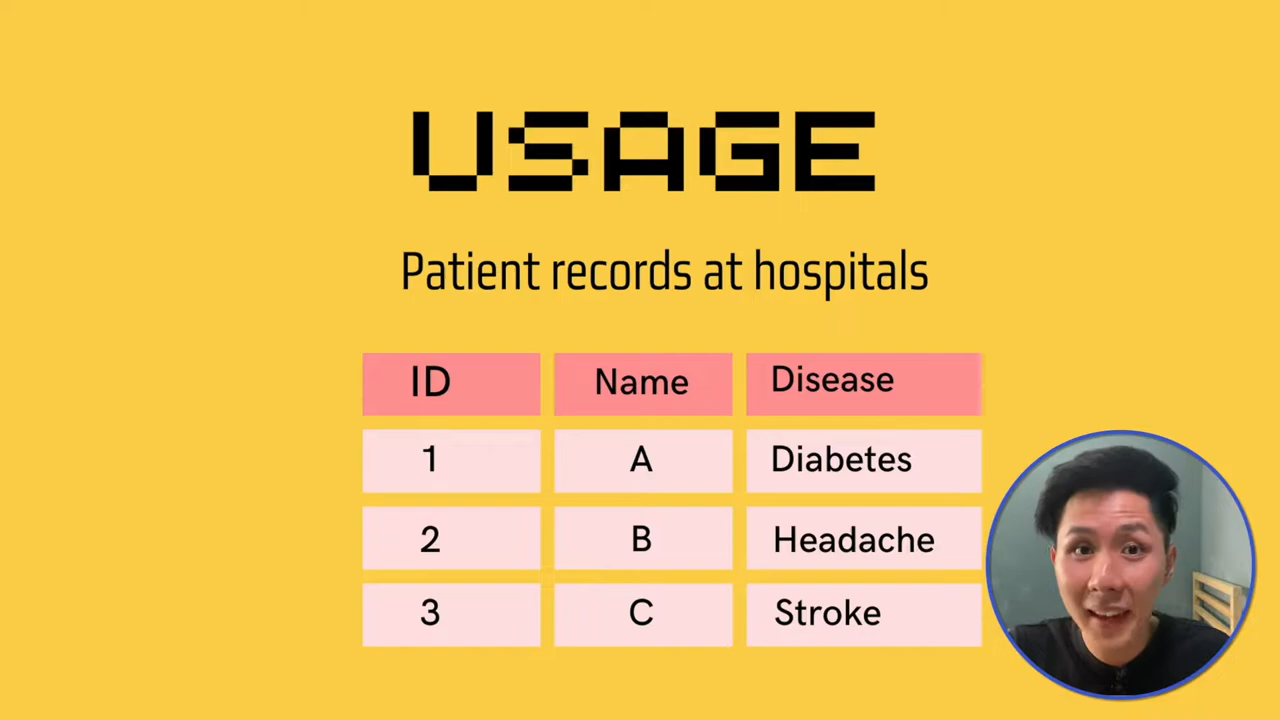 USAGE
Patient records at hospitals
ID Name Disease
1 A Diabetes
2 B Headache
3 C Stroke